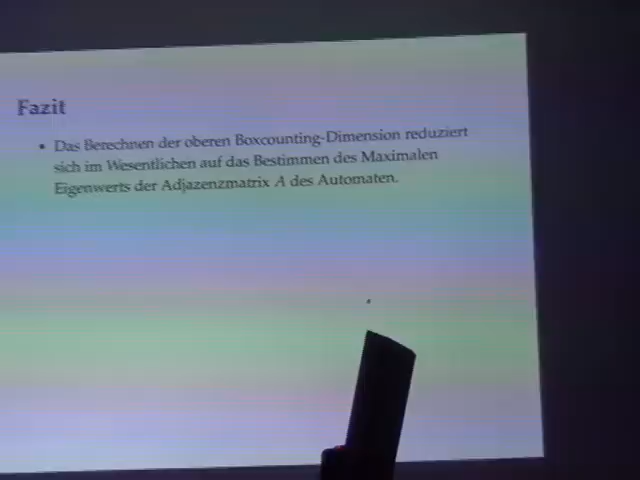 Fazit
• Das Berechnen der oberen Boxcounting-Dimension reduziert
sich im Wesentlichen auf das Bestimmen des Maximalen
Eigenwerts der Adjazenzmatrix A des Automaten.